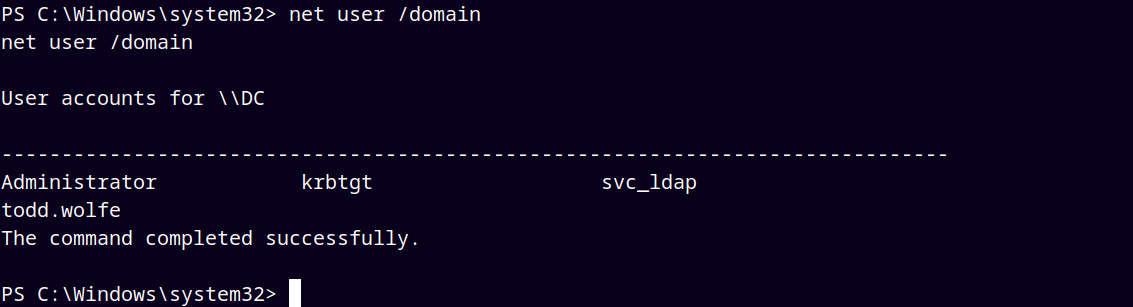 PS C:\Windows\system32> net user /domain
net user /domain
User accounts for \\DC
-------------------------------------------------------------------------------
Administrator            krbtgt                   svc_ldap
todd.wolfe
The command completed successfully.
PS C:\Windows\system32>